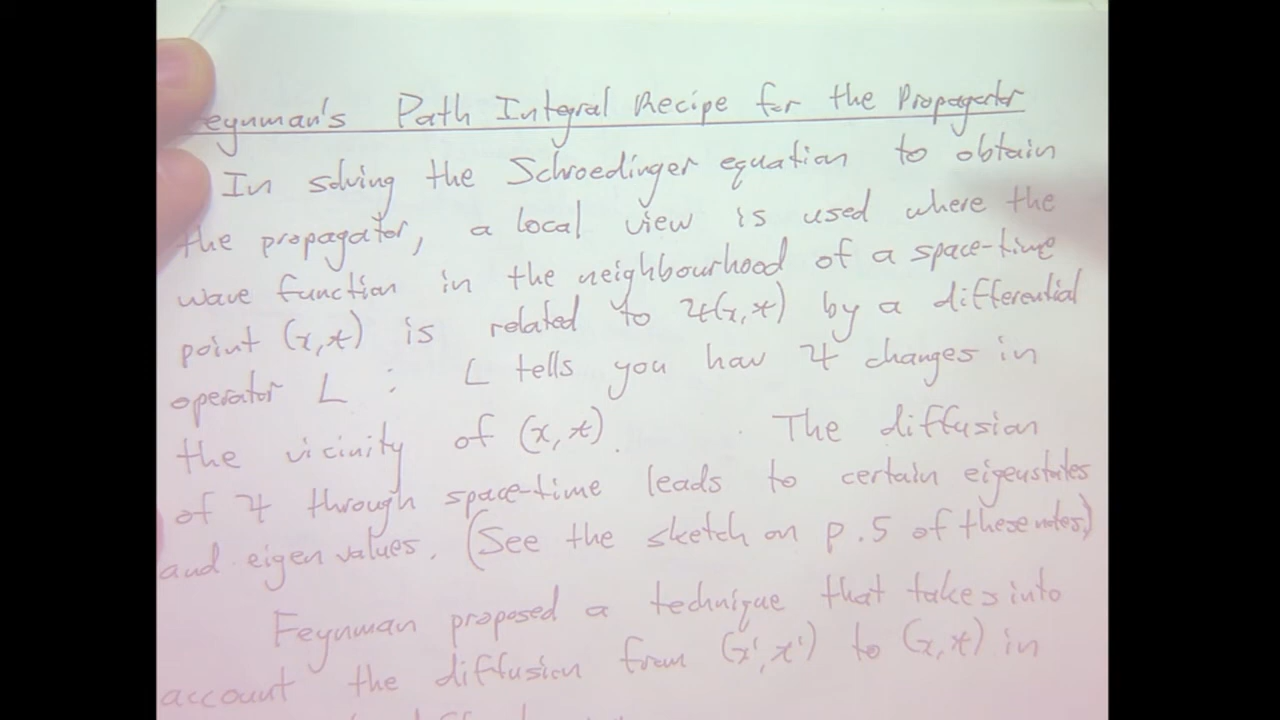 eynman's Path Integral Recipe for the Propagator
In solving the Schroedinger equation to obtain
the propagator, a local view is used where the
wave function in the neighbourhood of a space-time
point (x,t) is related to Ψ(x,t) by a differential
operator L : L tells you how Ψ changes in
the vicinity of (x,t). The diffusion
of Ψ through space-time leads to certain eigenstates
and eigenvalues. (See the sketch on p.5 of these notes)
Feynman proposed a technique that takes into
account the diffusion from (x',t') to (x,t) in